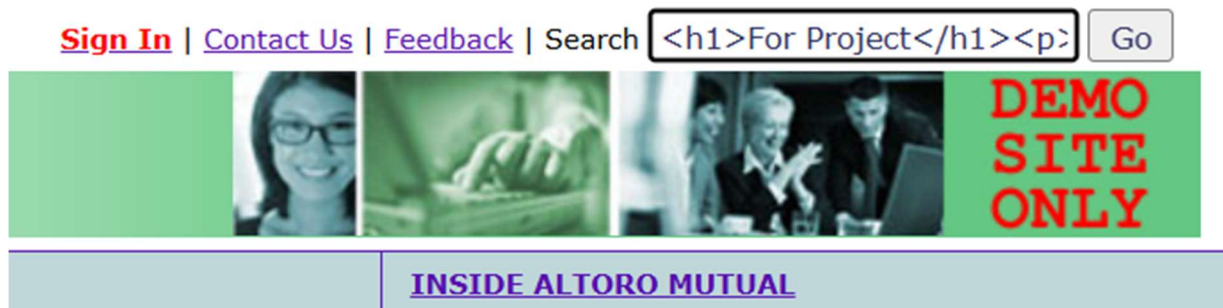 Sign In | Contact Us | Feedback | Search <h1>For Project</h1><p> Go
DEMO
SITE
ONLY
INSIDE ALTORO MUTUAL